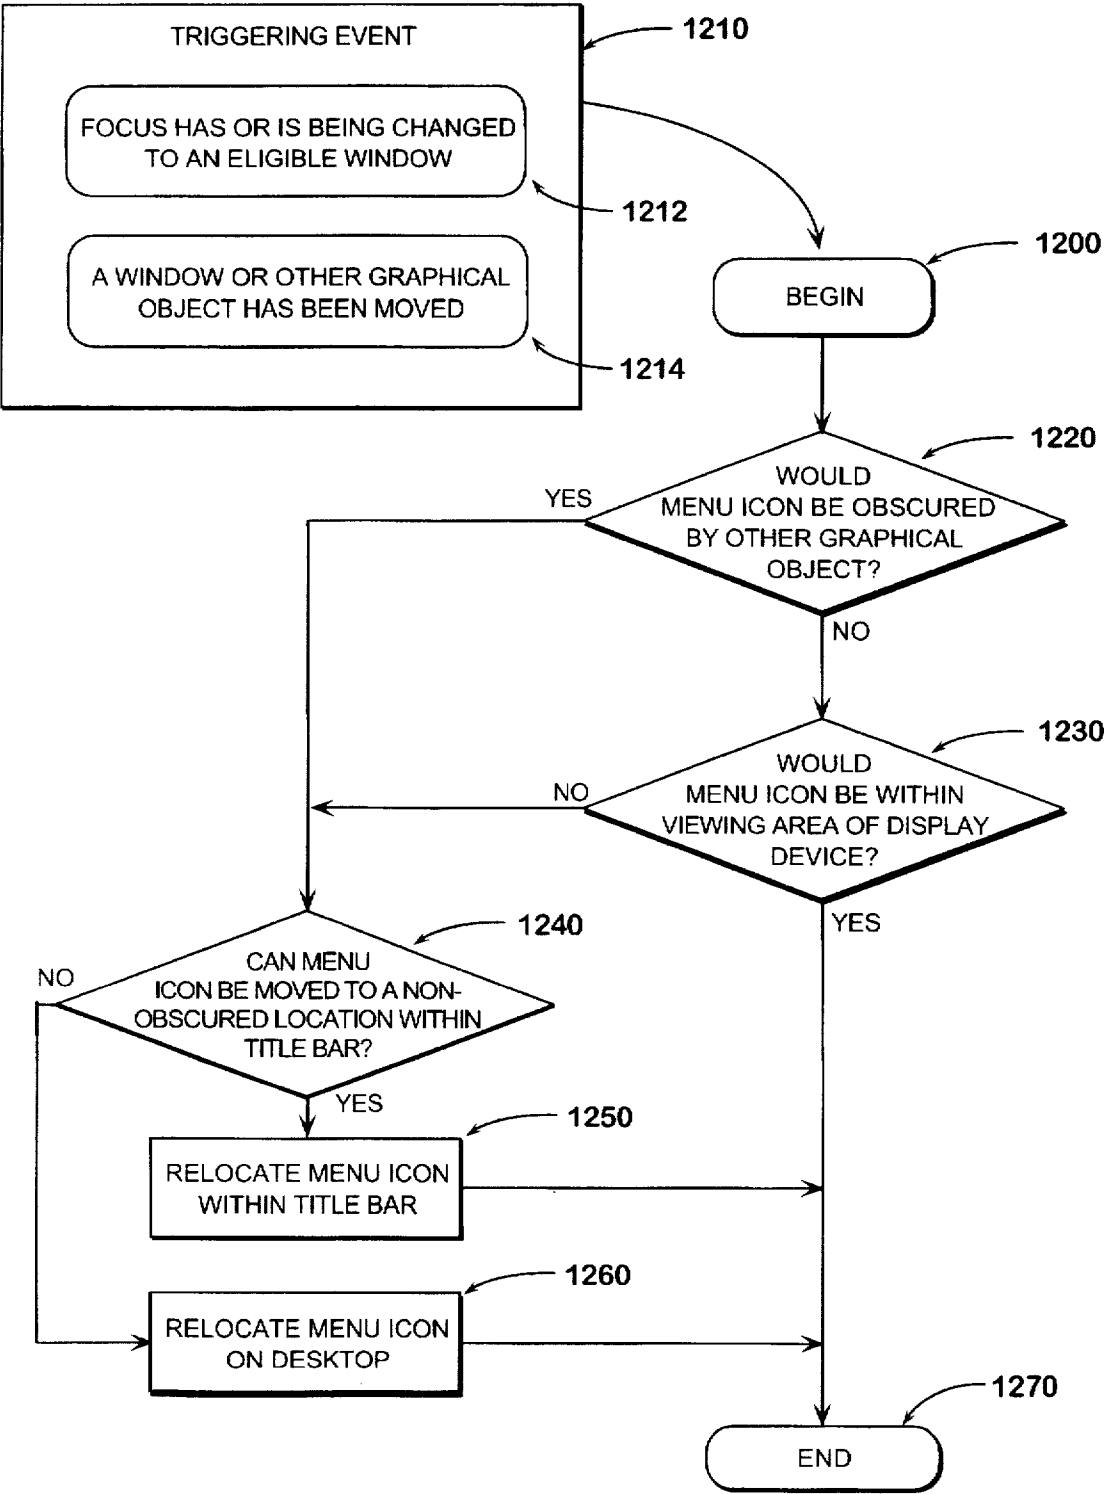 TRIGGERING EVENT
1210
FOCUS HAS OR IS BEING CHANGED
TO AN ELIGIBLE WINDOW
1212
A WINDOW OR OTHER GRAPHICAL
OBJECT HAS BEEN MOVED
1214
1200
BEGIN
1220
WOULD
MENU ICON BE OBSCURED
BY OTHER GRAPHICAL
OBJECT?
YES
NO
1230
WOULD
MENU ICON BE WITHIN
VIEWING AREA OF DISPLAY
DEVICE?
NO
YES
1240
CAN MENU
ICON BE MOVED TO A NON-
OBSCURED LOCATION WITHIN
TITLE BAR?
NO
YES
1250
RELOCATE MENU ICON
WITHIN TITLE BAR
1260
RELOCATE MENU ICON
ON DESKTOP
1270
END